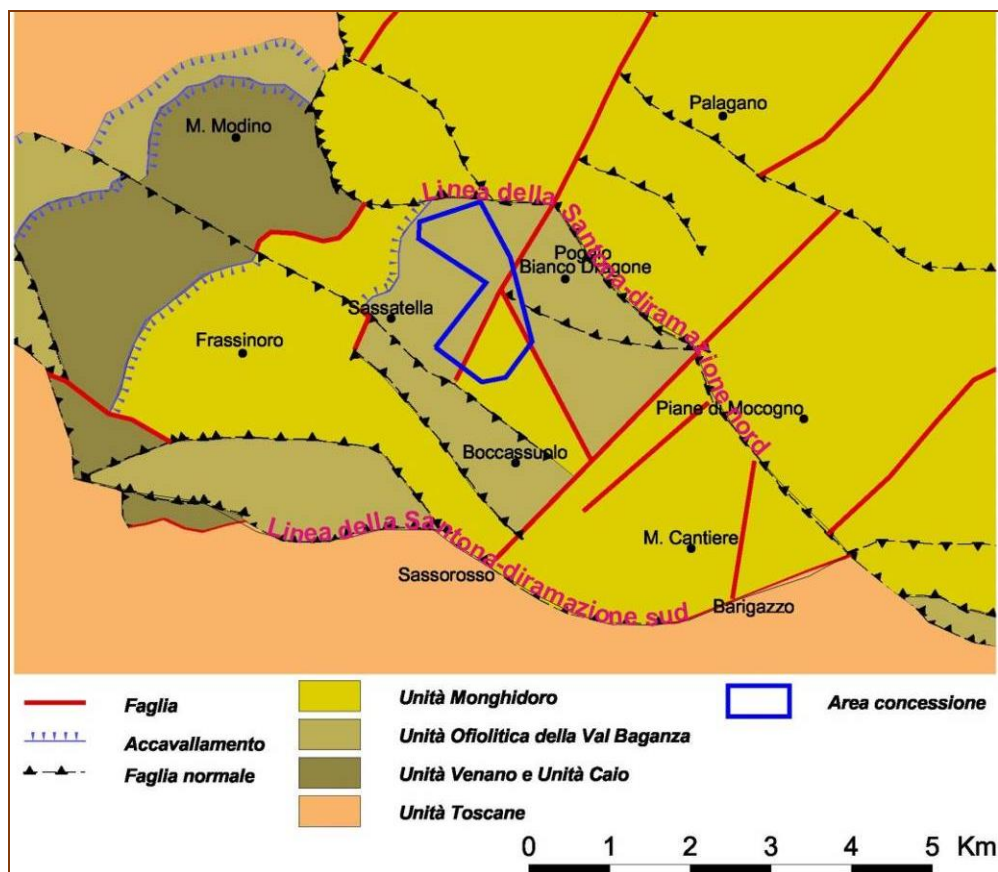 Palagano
M. Modino
Linea della Santona-diramazione nord
Poggio
Bianco Dragone
Sassatella
Frassinoro
Piane di Mocogno
Boccassuolo
Linea della Santona-diramazione sud
M. Cantiere
Sassorosso
Barigazzo
Faglia
Accavallamento
Faglia normale
Unità Monghidoro
Unità Ofiolitica della Val Baganza
Unità Venano e Unità Caio
Unità Toscane
Area concessione
0 1 2 3 4 5 Km